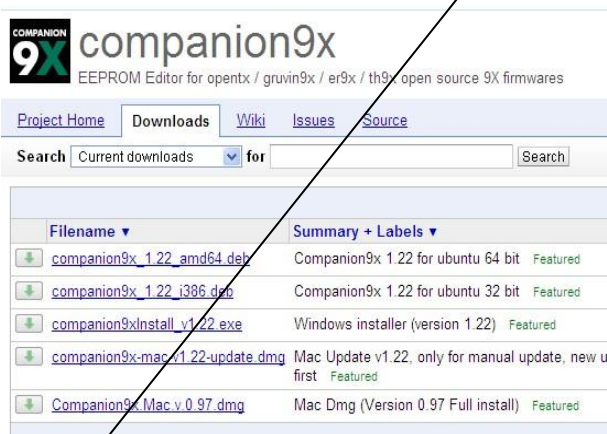 COMPANION
9X
companion9x
EEPROM Editor for opentx / gruvin9x / er9x / th9x open source 9X firmwares
Project Home Downloads Wiki Issues Source
Search Current downloads for Search
Filename ▼ Summary + Labels ▼
companion9x_1.22_amd64.deb Companion9x 1.22 for ubuntu 64 bit Featured
companion9x_1.22_i386.deb Companion9x 1.22 for ubuntu 32 bit Featured
companion9xInstall_v1.22.exe Windows installer (version 1.22) Featured
companion9x-mac.v1.22-update.dmg Mac Update v1.22, only for manual update, new u
first Featured
Companion9x.Mac.v.0.97.dmg Mac Dmg (Version 0.97 Full install) Featured